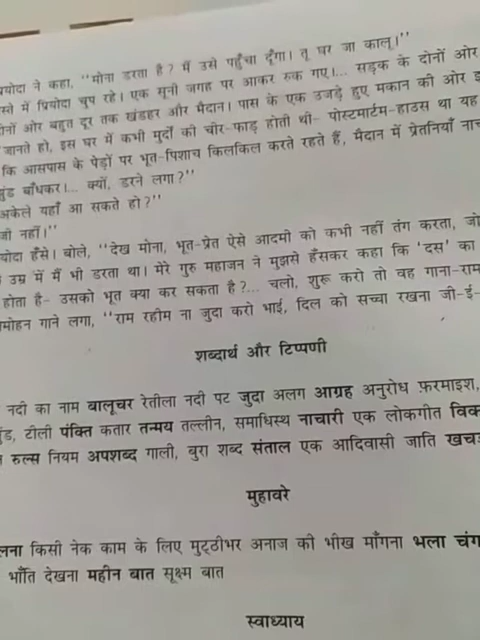 प्रियोदा ने कहा, "मोना डरता है? मैं उसे पहुँचा दूँगा। तू घर जा कालू।"
स्ते में प्रियोदा चुप रहे। एक सूनी जगह पर आकर रुक गए।... सड़क के दोनों ओर
दोनों ओर बहुत दूर तक खंडहर और मैदान। पास के एक उजड़े हुए मकान की ओर इ
जानते हो, इस घर में कभी मुर्दों की चीर-फाड़ होती थी- पोस्टमार्टम-हाउस था यह
कि आसपास के पेड़ों पर भूत-पिशाच किलकिल करते रहते हैं, मैदान में प्रेतनियाँ नाच
झुंड बाँधकर।... क्यों, डरने लगा?"
अकेले यहाँ आ सकते हो?"
जी नहीं।"
योदा हँसे। बोले, "देख मोना, भूत-प्रेत ऐसे आदमी को कभी नहीं तंग करता, जो
उम्र में मैं भी डरता था। मेरे गुरु महाजन ने मुझसे हँसकर कहा कि 'दस' का
होता है- उसको भूत क्या कर सकता है?... चलो, शुरू करो तो वह गाना-राम
मोहन गाने लगा, "राम रहीम ना जुदा करो भाई, दिल को सच्चा रखना जी-ई-
शब्दार्थ और टिप्पणी
नदी का नाम बालूचर रेतीला नदी पट जुदा अलग आग्रह अनुरोध फ़रमाइश,
झुंड, टोली पंक्ति कतार तन्मय तल्लीन, समाधिस्थ नाचारी एक लोकगीत विक
रुल्स नियम अपशब्द गाली, बुरा शब्द संताल एक आदिवासी जाति खच
मुहावरे
लना किसी नेक काम के लिए मुट्ठीभर अनाज की भीख माँगना भला चंग
भाँति देखना महीन बात सूक्ष्म बात
स्वाध्याय